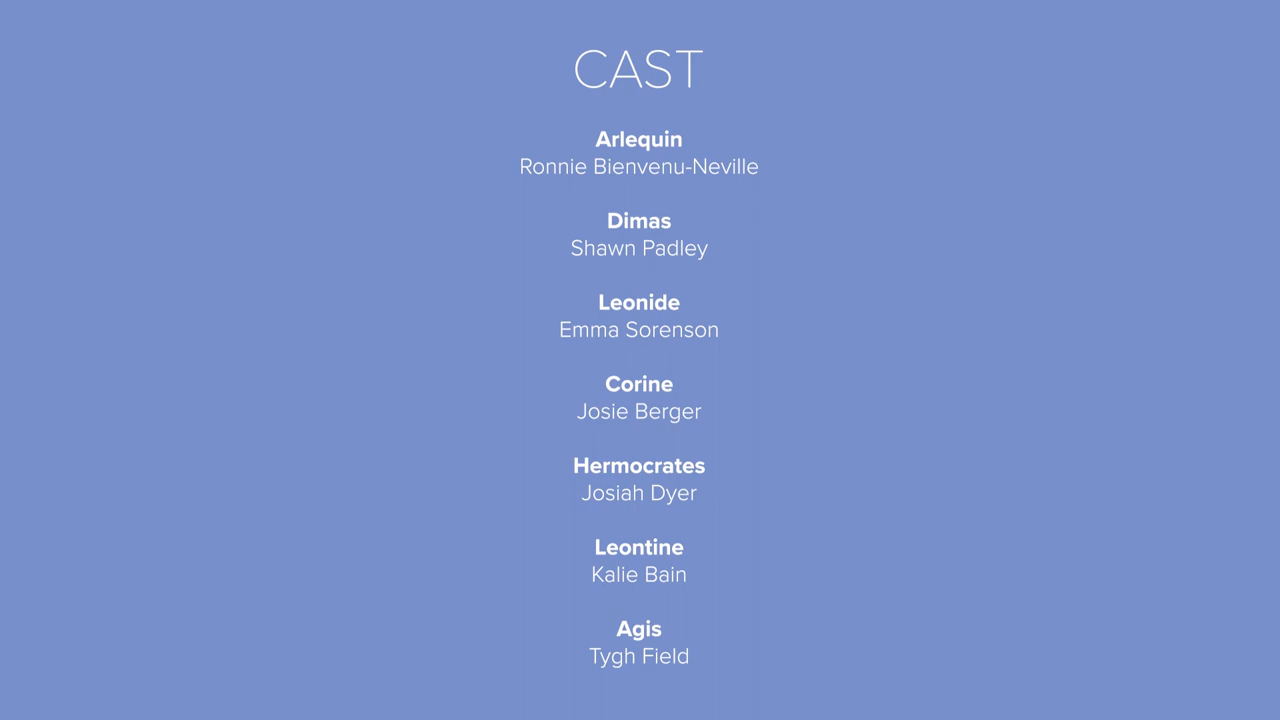 CAST
Arlequin
Ronnie Bienvenu-Neville
Dimas
Shawn Padley
Leonide
Emma Sorenson
Corine
Josie Berger
Hermocrates
Josiah Dyer
Leontine
Kalie Bain
Agis
Tygh Field